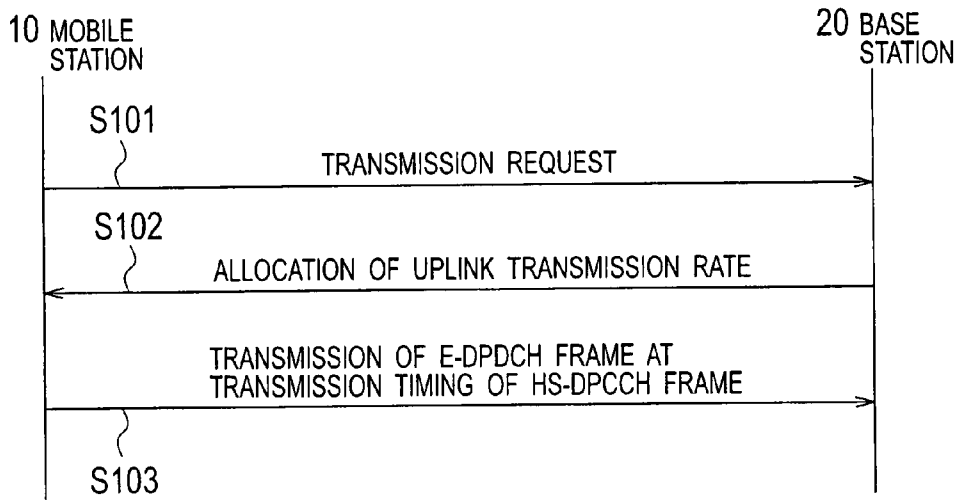 10 MOBILE
STATION
20 BASE
STATION
S101
TRANSMISSION REQUEST
S102
ALLOCATION OF UPLINK TRANSMISSION RATE
TRANSMISSION OF E-DPDCH FRAME AT
TRANSMISSION TIMING OF HS-DPCCH FRAME
S103